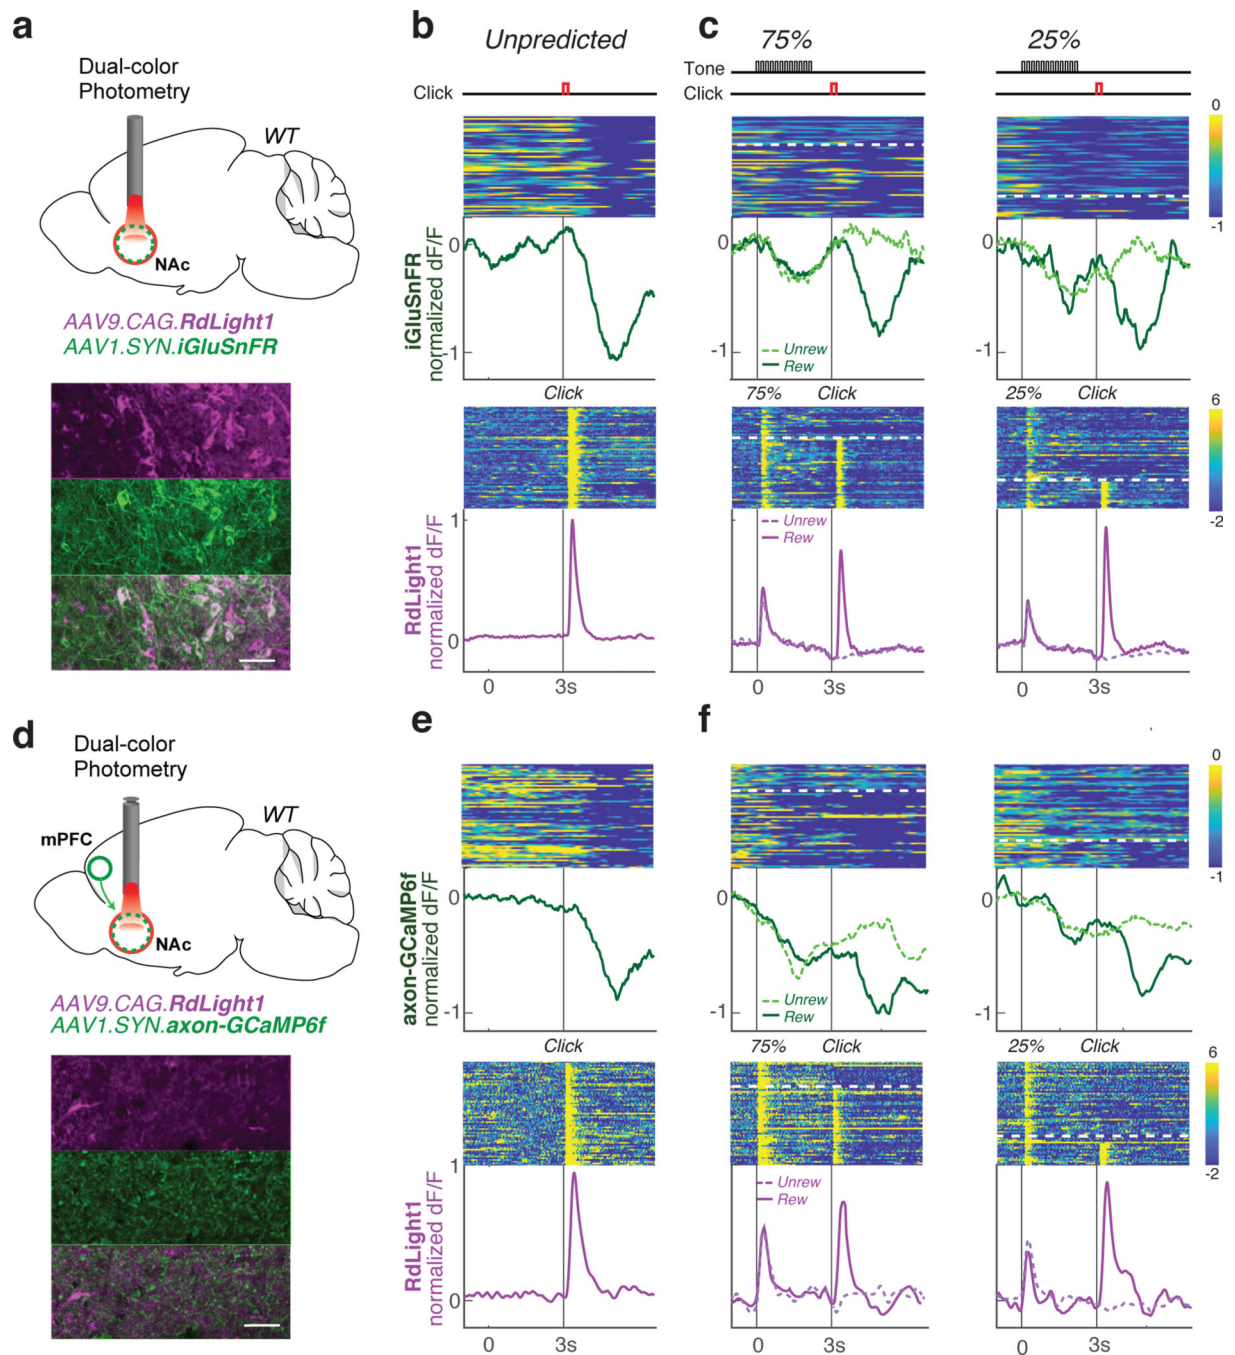 a
Dual-color
Photometry
WT
NAc
AAV9.CAG.RdLight1
AAV1.SYN.iGluSnFR
b
Unpredicted
Click
iGluSnFR
normalized dF/F
0
-1
Click
RdLight1
normalized dF/F
1
0
0
3s
c
75%
25%
Tone
Click
0
-1
0
-1
Unrew
Rew
0
-1
75%
Click
25%
Click
6
-2
Unrew
Rew
0
3s
0
3s
d
Dual-color
Photometry
mPFC
WT
NAc
AAV9.CAG.RdLight1
AAV1.SYN.axon-GCaMP6f
e
axon-GCaMP6f
normalized dF/F
0
-1
Click
RdLight1
normalized dF/F
1
0
0
3s
f
0
-1
0
-1
Unrew
Rew
0
-1
75%
Click
25%
Click
6
-2
Unrew
Rew
0
3s
0
3s